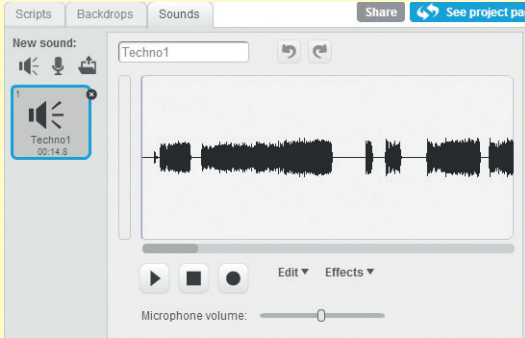 Scripts Backdrops Sounds Share See project pa
New sound:
Techno1
1
Techno1
00:14.8
Edit Effects
Microphone volume: